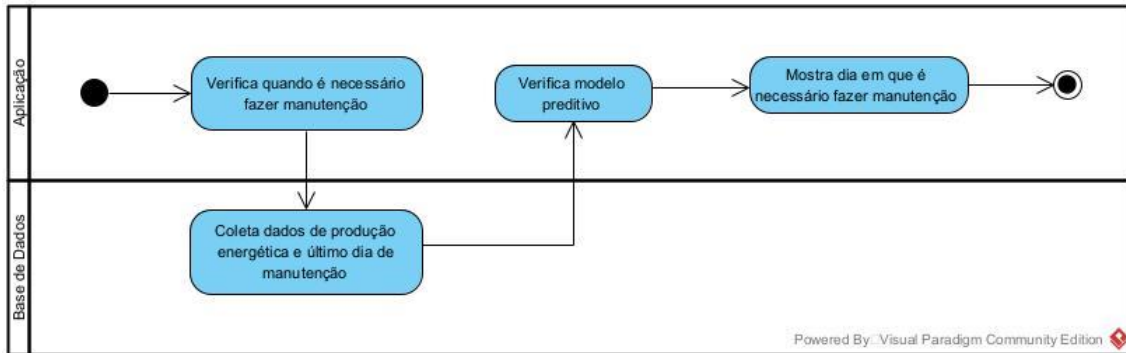 Aplicação
Verifica quando é necessário
fazer manutenção
Verifica modelo
preditivo
Mostra dia em que é
necessário fazer manutenção
Base de Dados
Coleta dados de produção
energética e último dia de
manutenção
Powered By Visual Paradigm Community Edition